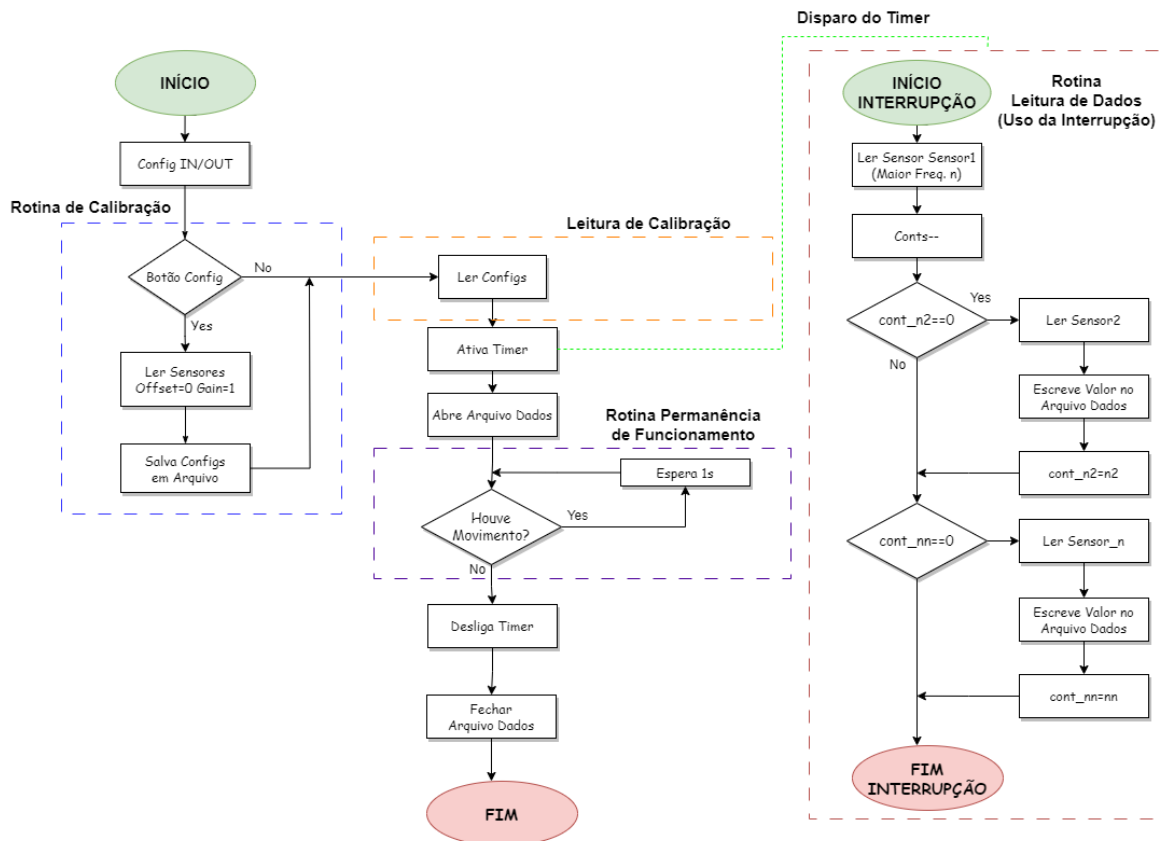 INÍCIO
Config IN/OUT
Rotina de Calibração
Botão Config
No
Yes
Ler Sensores
Offset=0 Gain=1
Salva Configs
em Arquivo
Leitura de Calibração
Ler Configs
Ativa Timer
Abre Arquivo Dados
Rotina Permanência
de Funcionamento
Espera 1s
Houve
Movimento?
Yes
No
Desliga Timer
Fechar
Arquivo Dados
FIM
Disparo do Timer
INÍCIO
INTERRUPÇÃO
Rotina
Leitura de Dados
(Uso da Interrupção)
Ler Sensor Sensor1
(Maior Freq. n)
Conts--
cont_n2==0
Yes
No
Ler Sensor2
Escreve Valor no
Arquivo Dados
cont_n2=n2
cont_nn==0
Ler Sensor_n
Escreve Valor no
Arquivo Dados
cont_nn=nn
FIM
INTERRUPÇÃO